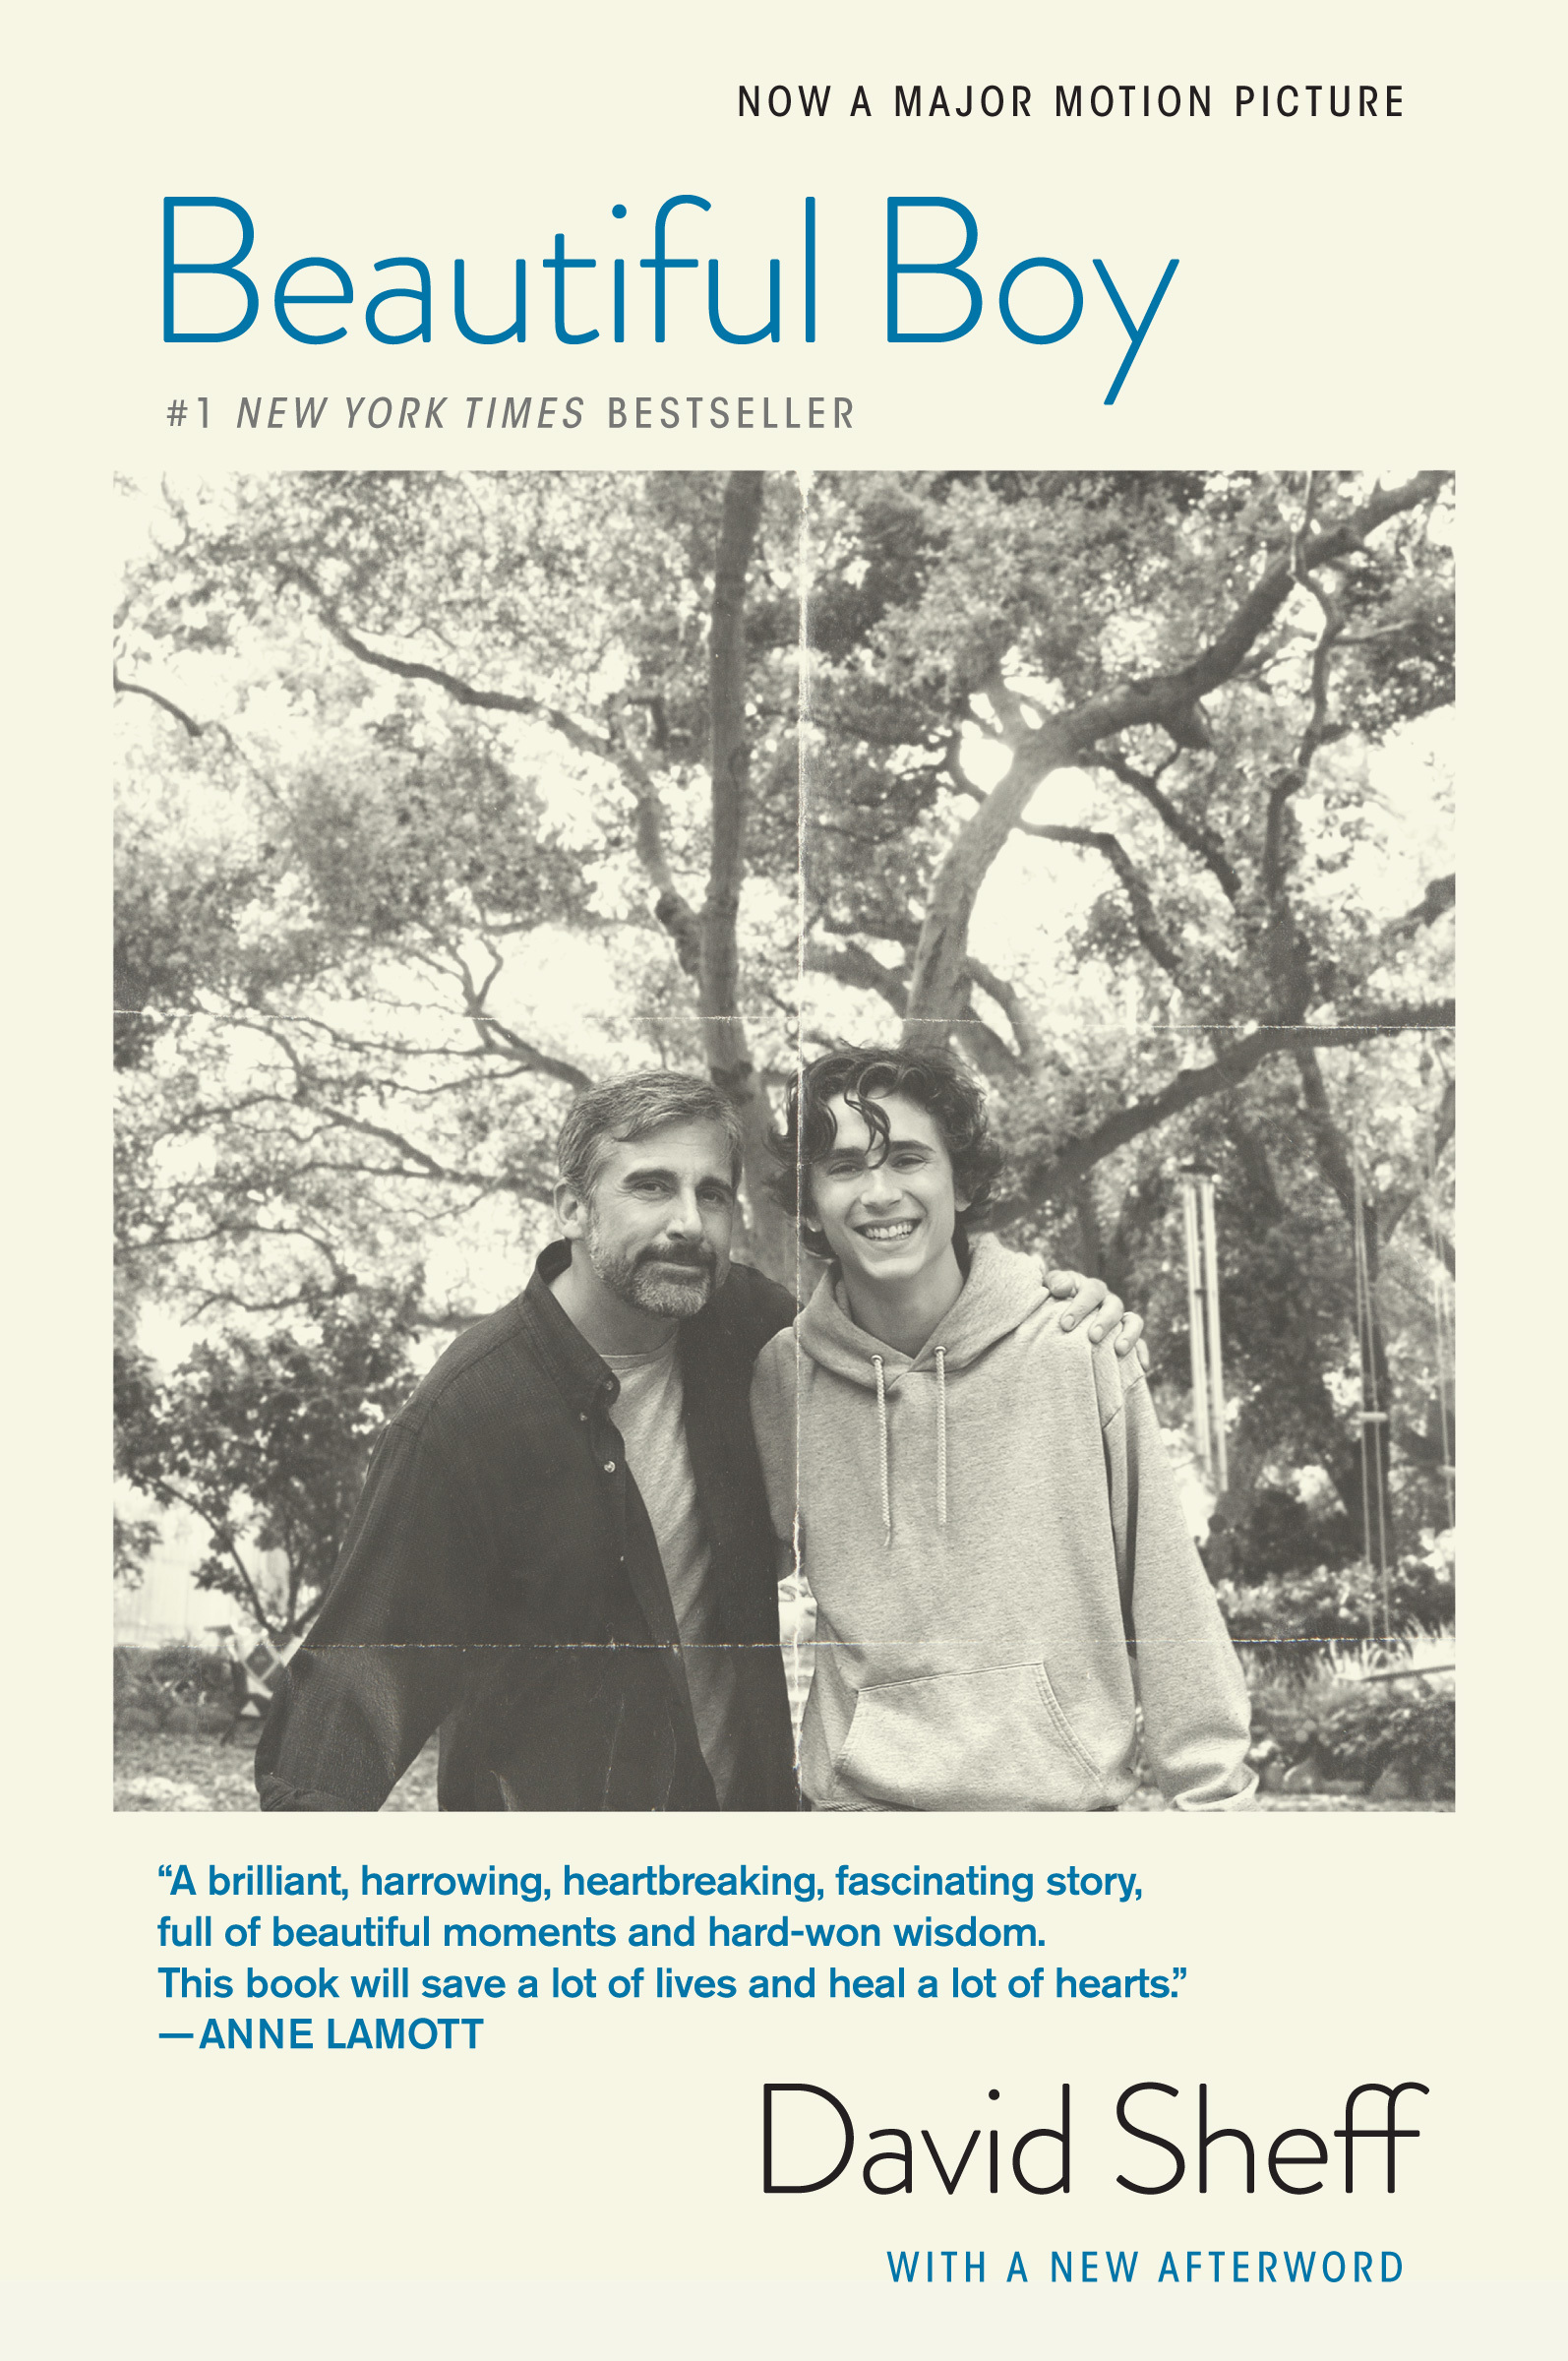 NOW A MAJOR MOTION PICTURE
Beautiful Boy
#1 NEW YORK TIMES BESTSELLER
“A brilliant, harrowing, heartbreaking, fascinating story,
full of beautiful moments and hard-won wisdom.
This book will save a lot of lives and heal a lot of hearts.”
—ANNE LAMOTT
David Sheff
WITH A NEW AFTERWORD